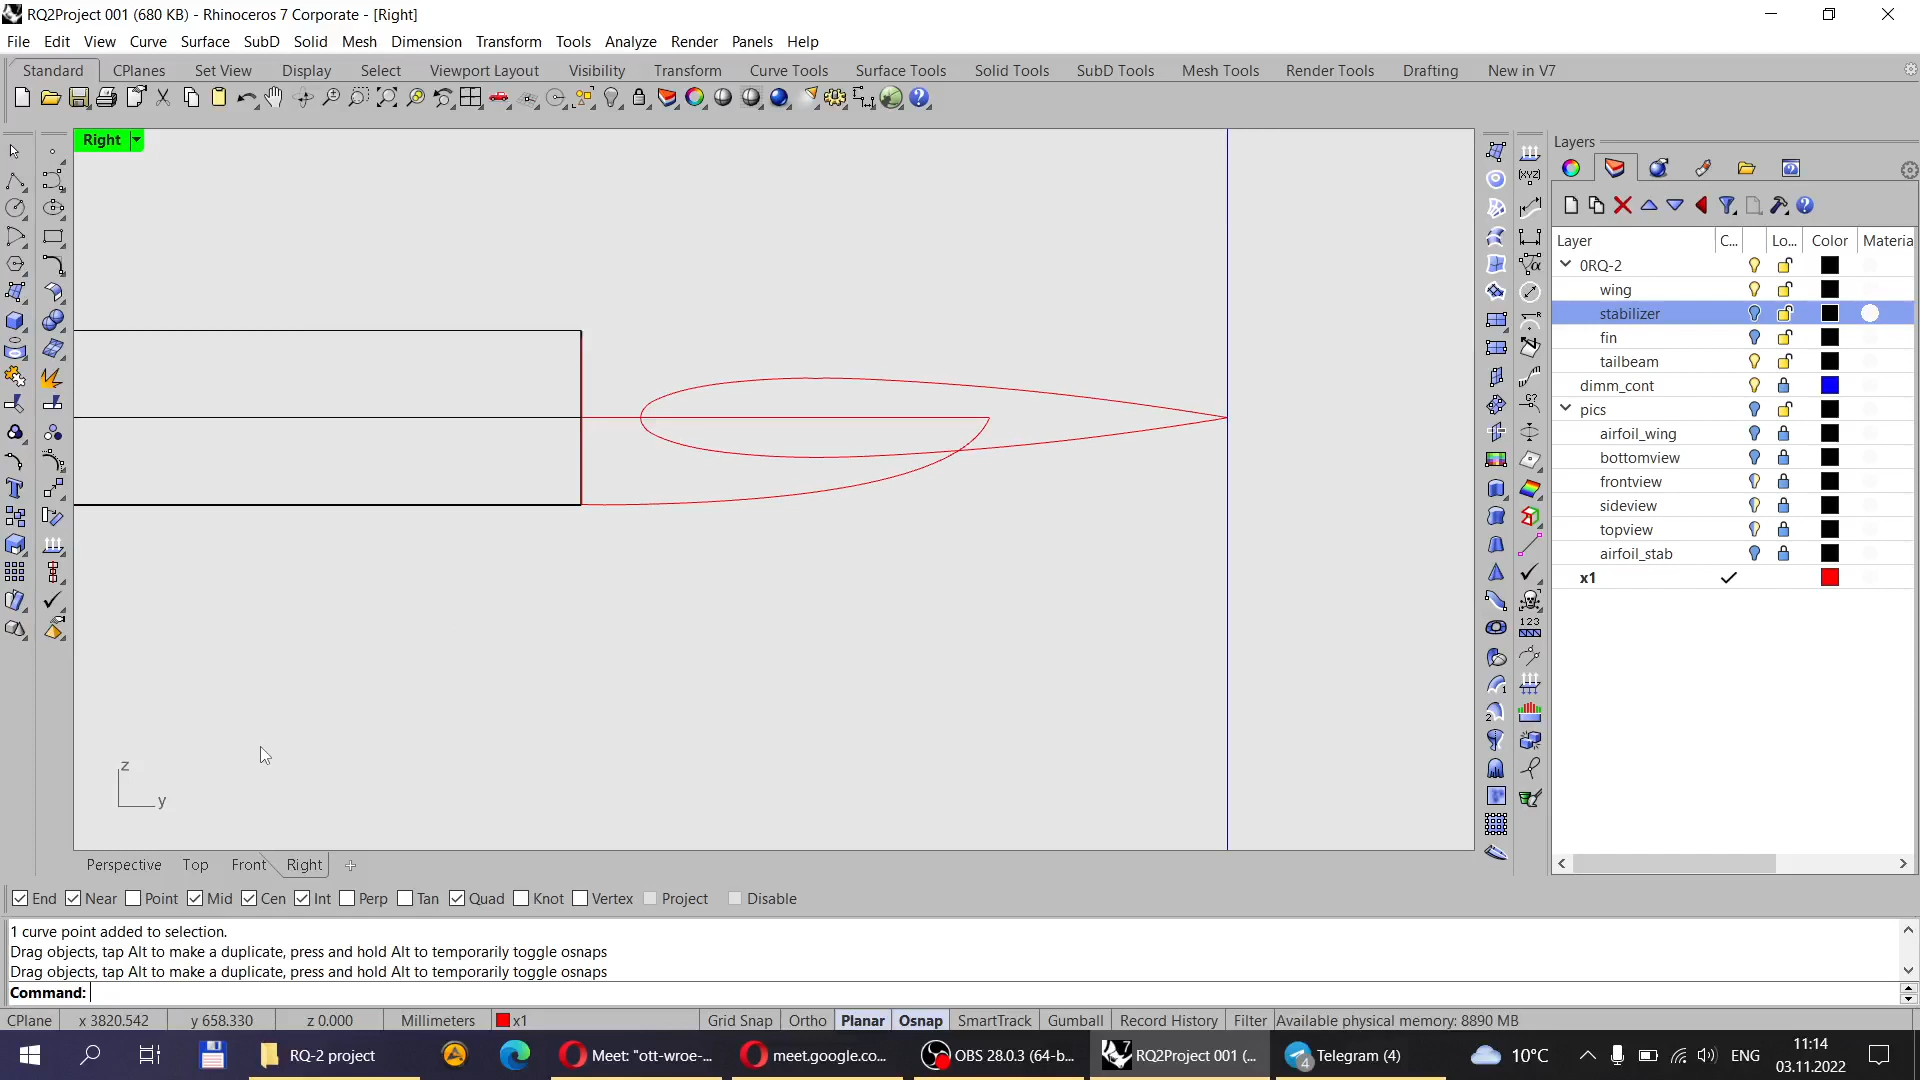 RQ2Project 001 (680 KB) - Rhinoceros 7 Corporate - [Right]
File Edit View Curve Surface SubD Solid Mesh Dimension Transform Tools Analyze Render Panels Help
Standard CPlanes Set View Display Select Viewport Layout Visibility Transform Curve Tools Surface Tools Solid Tools SubD Tools Mesh Tools Render Tools Drafting New in V7
Right
Layers
Layer C... Lo... Color Materia
0RQ-2
wing
stabilizer
fin
tailbeam
dimm_cont
pics
airfoil_wing
bottomview
frontview
sideview
topview
airfoil_stab
x1
z
y
Perspective Top Front Right
End Near Point Mid Cen Int Perp Tan Quad Knot Vertex Project Disable
1 curve point added to selection.
Drag objects, tap Alt to make a duplicate, press and hold Alt to temporarily toggle osnaps
Drag objects, tap Alt to make a duplicate, press and hold Alt to temporarily toggle osnaps
Command:
CPlane x 3820.542 y 658.330 z 0.000 Millimeters x1 Grid Snap Ortho Planar Osnap SmartTrack Gumball Record History Filter Available physical memory: 8890 MB
RQ-2 project Meet: "ott-wroe-... meet.google.co... OBS 28.0.3 (64-b... RQ2Project 001 (... 4 Telegram (4) 10°C ENG 11:14
03.11.2022